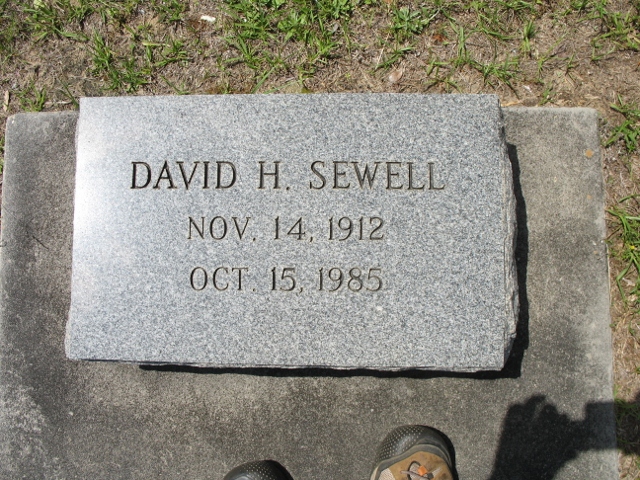 DAVID H. SEWELL
NOV. 14, 1912
OCT. 15, 1985